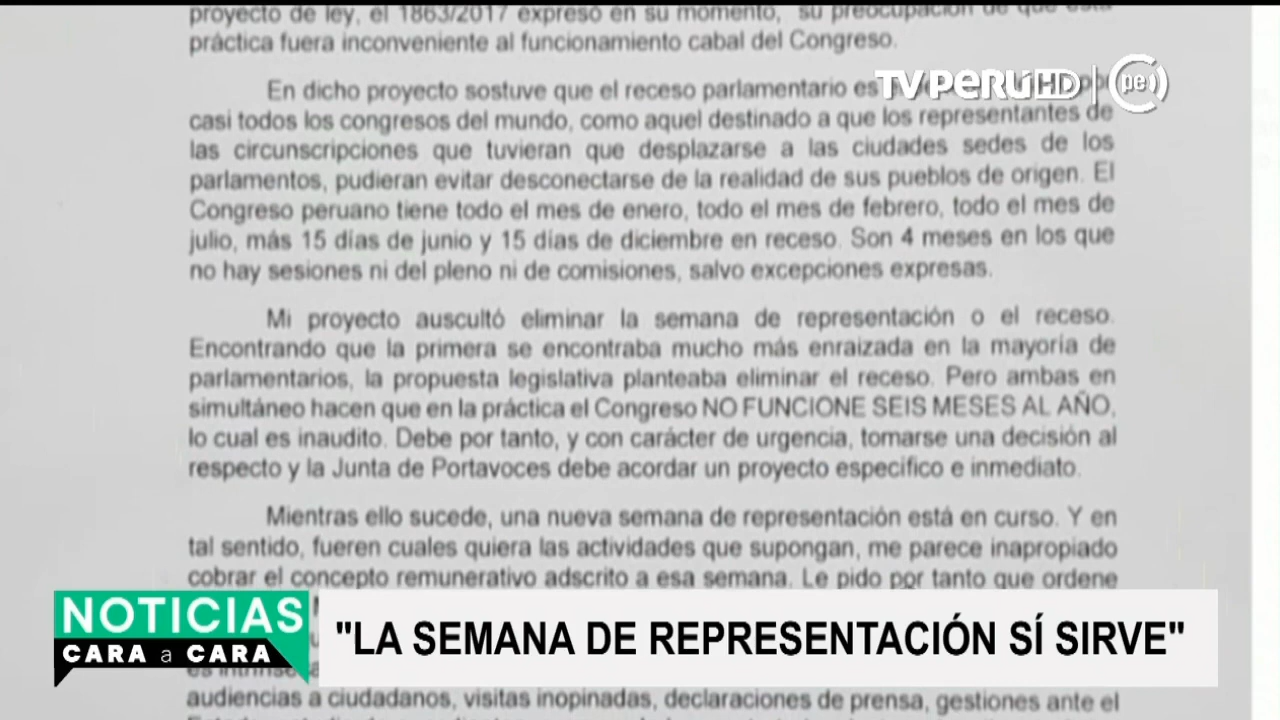 proyecto de ley, el 1863/2017 expresó en su momento, su preocupación de que esta
práctica fuera inconveniente al funcionamiento cabal del Congreso.
En dicho proyecto sostuve que el receso parlamentario es
TVPERÚHD
pe
casi todos los congresos del mundo, como aquel destinado a que los representantes de
las circunscripciones que tuvieran que desplazarse a las ciudades sedes de los
parlamentos, pudieran evitar desconectarse de la realidad de sus pueblos de origen. El
Congreso peruano tiene todo el mes de enero, todo el mes de febrero, todo el mes de
julio, más 15 días de junio y 15 días de diciembre en receso. Son 4 meses en los que
no hay sesiones ni del pleno ni de comisiones, salvo excepciones expresas.
Mi proyecto auscultó eliminar la semana de representación o el receso.
Encontrando que la primera se encontraba mucho más enraizada en la mayoría de
parlamentarios, la propuesta legislativa planteaba eliminar el receso. Pero ambas en
simultáneo hacen que en la práctica el Congreso NO FUNCIONE SEIS MESES AL AÑO,
lo cual es inaudito. Debe por tanto, y con carácter de urgencia, tomarse una decisión al
respecto y la Junta de Portavoces debe acordar un proyecto especifico e inmediato.
Mientras ello sucede, una nueva semana de representación está en curso. Y en
tal sentido, fueren cuales quiera las actividades que supongan, me parece inapropiado
cobrar el concepto remunerativo adscrito a esa semana. Le pido por tanto que ordene
NOTICIAS
CARA a CARA
"LA SEMANA DE REPRESENTACIÓN SÍ SIRVE"
audiencias a ciudadanos, visitas inopinadas, declaraciones de prensa, gestiones ante el